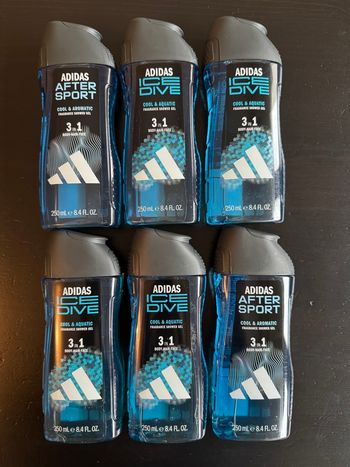 ADIDAS
AFTER
SPORT
COOL & AROMATIC
FRAGRANCE SHOWER GEL
3 in 1
BODY-HAIR-FACE
250 mL e 8.4 FL. OZ.
ADIDAS
ICE
DIVE
COOL & AQUATIC
FRAGRANCE SHOWER GEL
3 in 1
BODY-HAIR-FACE
250 mL e 8.4 FL. OZ.
ADIDAS
ICE
DIVE
COOL & AQUATIC
FRAGRANCE SHOWER GEL
3 in 1
BODY-HAIR-FACE
250 mL e 8.4 FL. OZ.
ADIDAS
ICE
DIVE
COOL & AQUATIC
FRAGRANCE SHOWER GEL
3 in 1
BODY-HAIR-FACE
250 mL e 8.4 FL. OZ.
ADIDAS
ICE
DIVE
COOL & AQUATIC
FRAGRANCE SHOWER GEL
3 in 1
BODY-HAIR-FACE
250 mL e 8.4 FL. OZ.
ADIDAS
AFTER
SPORT
COOL & AROMATIC
FRAGRANCE SHOWER GEL
3 in 1
BODY-HAIR-FACE
250 mL e 8.4 FL. OZ.